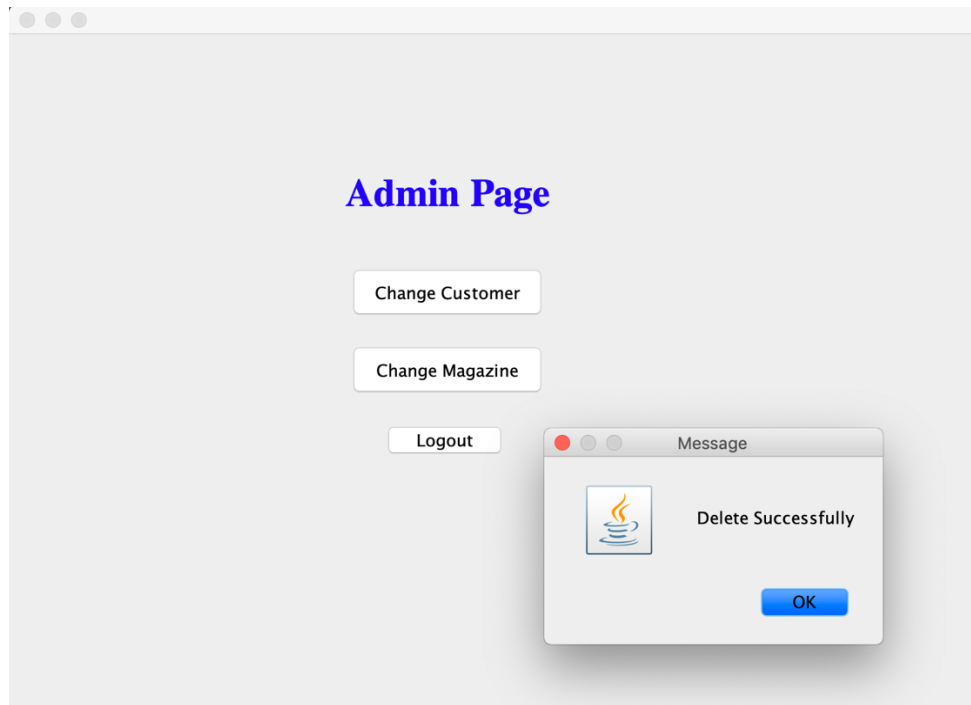 Admin Page
Change Customer
Change Magazine
Logout
Message
Delete Successfully
OK